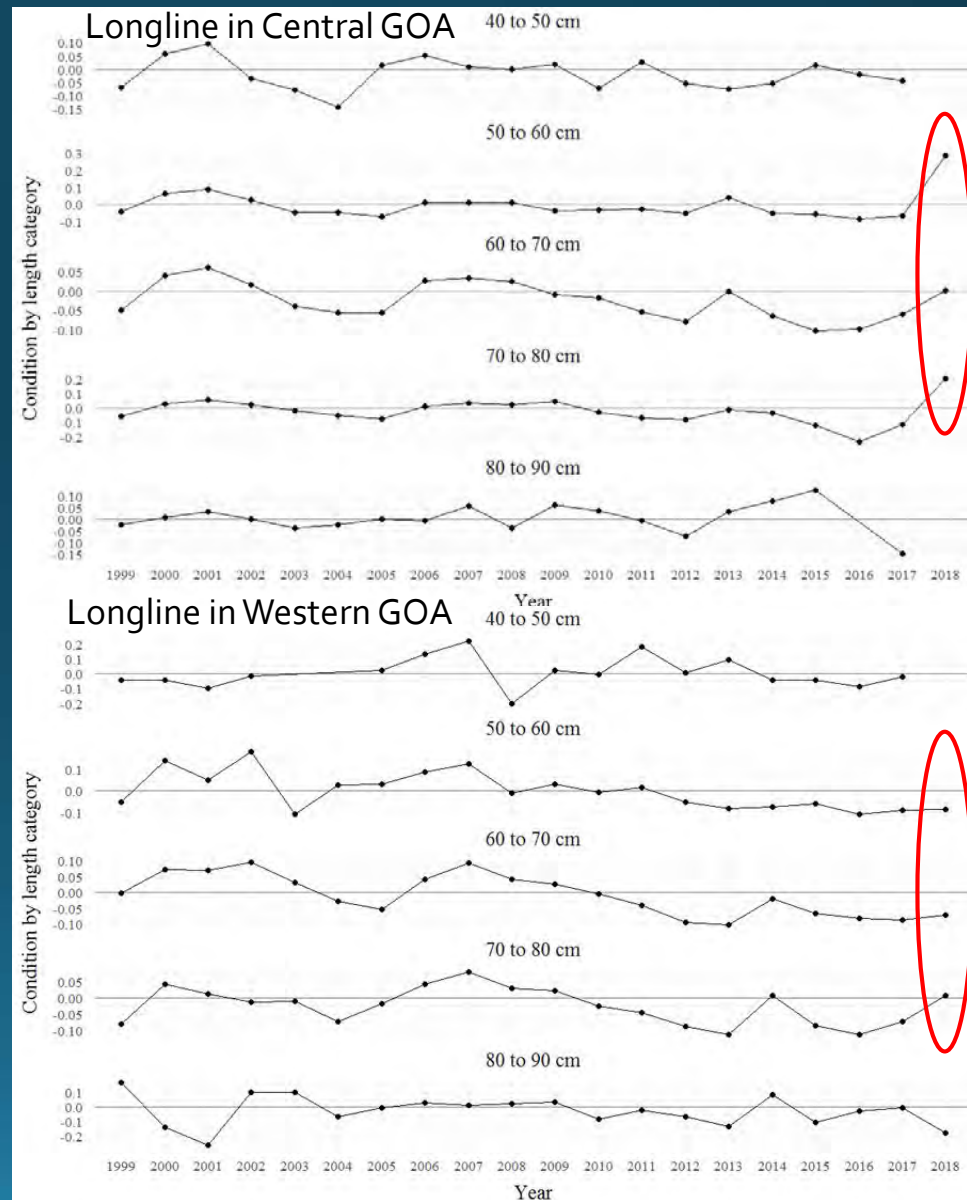 Longline in Central GOA
40 to 50 cm
0.10
0.05
0.00
-0.05
-0.10
-0.15
50 to 60 cm
0.3
0.2
0.1
0.0
-0.1
60 to 70 cm
0.05
0.00
-0.05
-0.10
70 to 80 cm
0.2
0.1
0.0
-0.1
-0.2
80 to 90 cm
0.10
0.05
0.00
-0.05
-0.10
-0.15
Condition by length category
1999 2000 2001 2002 2003 2004 2005 2006 2007 2008 2009 2010 2011 2012 2013 2014 2015 2016 2017 2018
Year
Longline in Western GOA
40 to 50 cm
0.2
0.1
0.0
-0.1
-0.2
50 to 60 cm
0.1
0.0
-0.1
60 to 70 cm
0.10
0.05
0.00
-0.05
-0.10
70 to 80 cm
0.05
0.00
-0.05
-0.10
80 to 90 cm
0.1
0.0
-0.1
-0.2
Condition by length category
1999 2000 2001 2002 2003 2004 2005 2006 2007 2008 2009 2010 2011 2012 2013 2014 2015 2016 2017 2018
Year